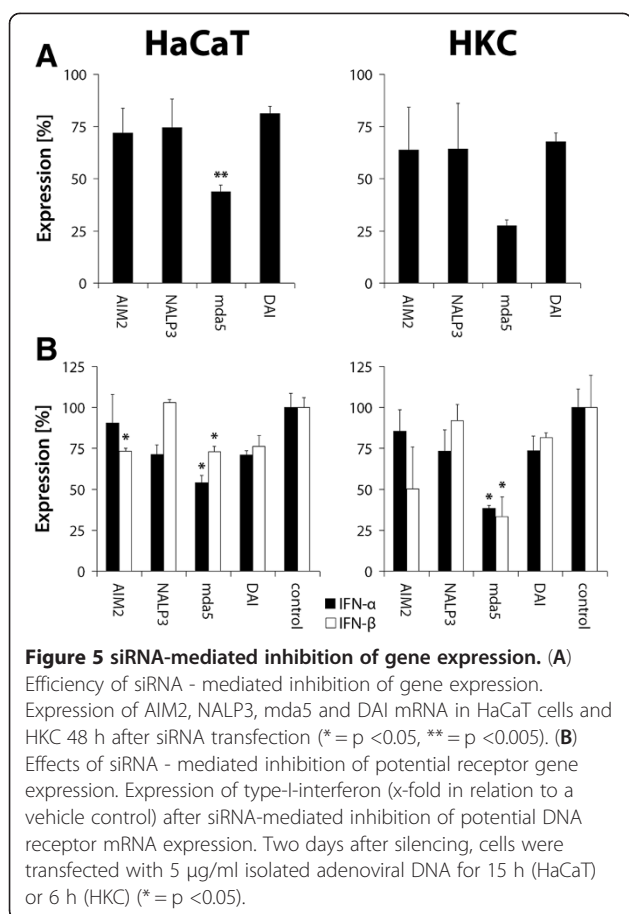 HaCaT HKC
A
100 100
75 75
50 50
25 25
0 0
Expression [%]
**
AIM2 NALP3 mda5 DAI AIM2 NALP3 mda5 DAI
B
125 125
100 100
75 75
50 50
25 25
0 0
Expression [%]
* * * * *
AIM2 NALP3 mda5 DAI control AIM2 NALP3 mda5 DAI control
IFN-α
IFN-β
Figure 5 siRNA-mediated inhibition of gene expression. (A)
Efficiency of siRNA - mediated inhibition of gene expression.
Expression of AIM2, NALP3, mda5 and DAI mRNA in HaCaT cells and
HKC 48 h after siRNA transfection (* = p <0.05, ** = p <0.005). (B)
Effects of siRNA - mediated inhibition of potential receptor gene
expression. Expression of type-I-interferon (x-fold in relation to a
vehicle control) after siRNA-mediated inhibition of potential DNA
receptor mRNA expression. Two days after silencing, cells were
transfected with 5 μg/ml isolated adenoviral DNA for 15 h (HaCaT)
or 6 h (HKC) (* = p <0.05).